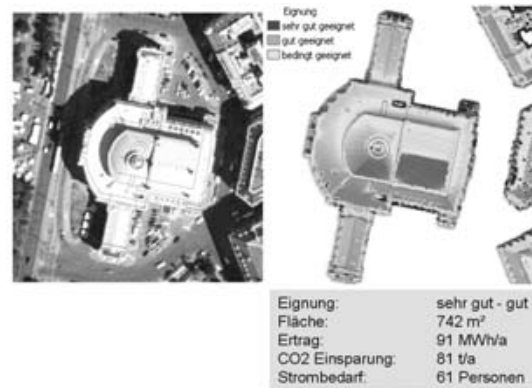 Eignung
sehr gut geeignet
gut geeignet
bedingt geeignet
Eignung: sehr gut - gut
Fläche: 742 m²
Ertrag: 91 MWh/a
CO2 Einsparung: 81 t/a
Strombedarf: 61 Personen